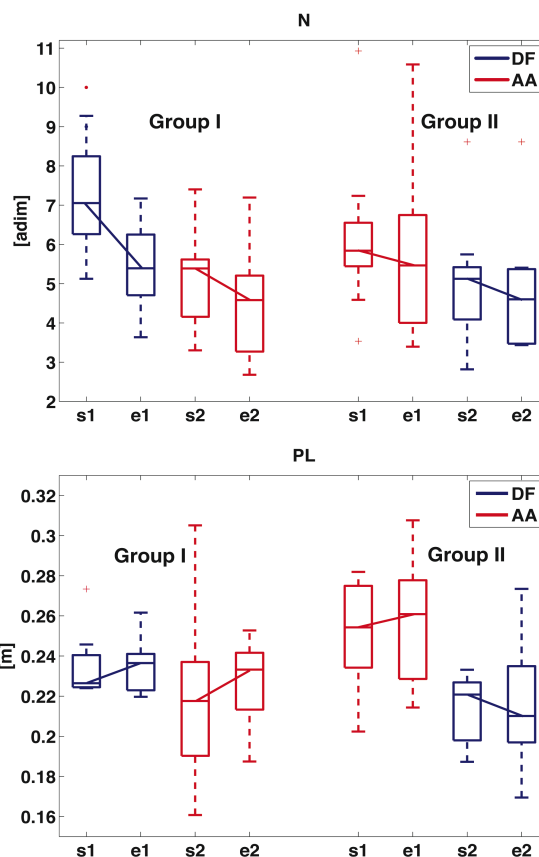 N
11
10
9
8
7
6
5
4
3
2
[adim]
Group I
Group II
DF
AA
s1 e1 s2 e2 s1 e1 s2 e2
PL
0.32
0.3
0.28
0.26
0.24
0.22
0.2
0.18
0.16
[m]
Group I
Group II
DF
AA
s1 e1 s2 e2 s1 e1 s2 e2